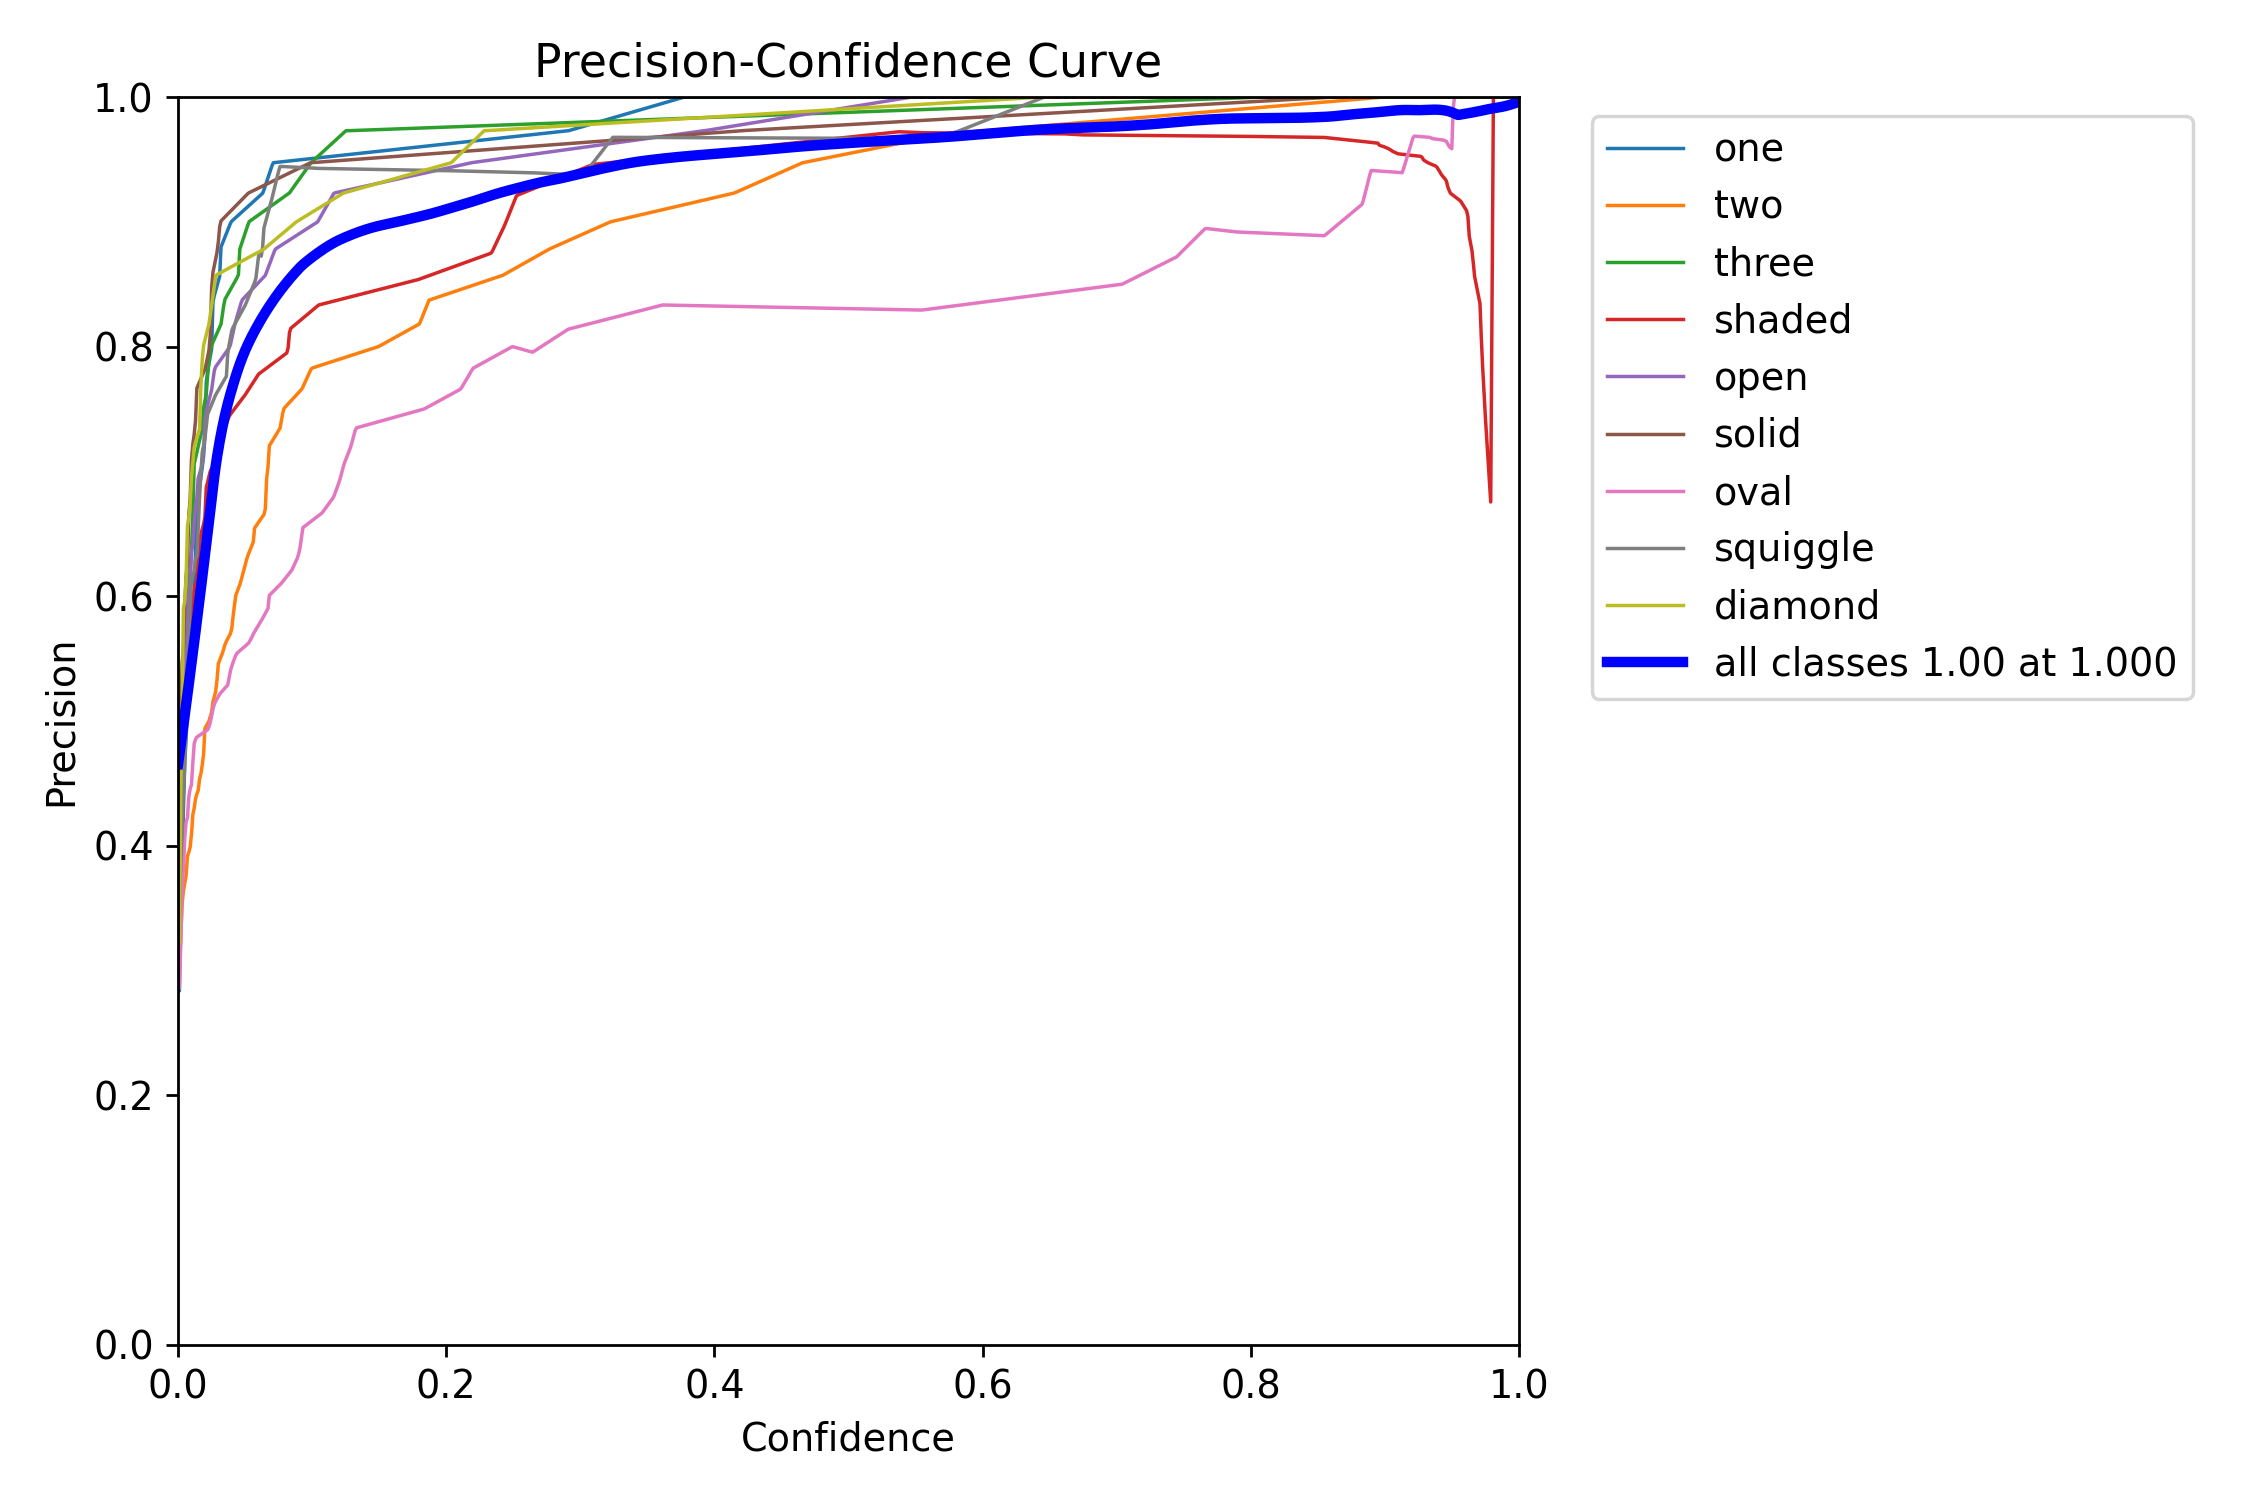 Precision-Confidence Curve
1.0
0.8
0.6
0.4
0.2
0.0
Precision
0.0 0.2 0.4 0.6 0.8 1.0
Confidence
one
two
three
shaded
open
solid
oval
squiggle
diamond
all classes 1.00 at 1.000